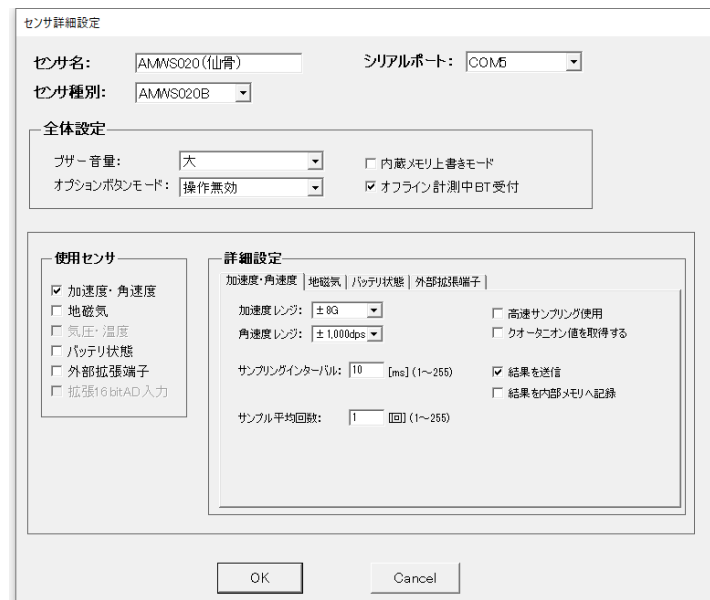 センサ詳細設定
センサ名: AMWS020(仙骨) シリアルポート: COM5
センサ種別: AMWS020B
全体設定
ブザー音量: 大 内蔵メモリ上書きモード
オプションボタンモード: 操作無効 オフライン計測中BT受付
使用センサ
加速度・角速度
地磁気
気圧・温度
バッテリ状態
外部拡張端子
拡張16bitAD入力
詳細設定
加速度・角速度 地磁気 バッテリ状態 外部拡張端子
加速度レンジ: ±8G 高速サンプリング使用
角速度レンジ: ±1,000dps クオータニオン値を取得する
サンプリングインターバル: 10 [ms] (1～255) 結果を送信
結果を内部メモリへ記録
サンプル平均回数: 1 [回] (1～255)
OK Cancel